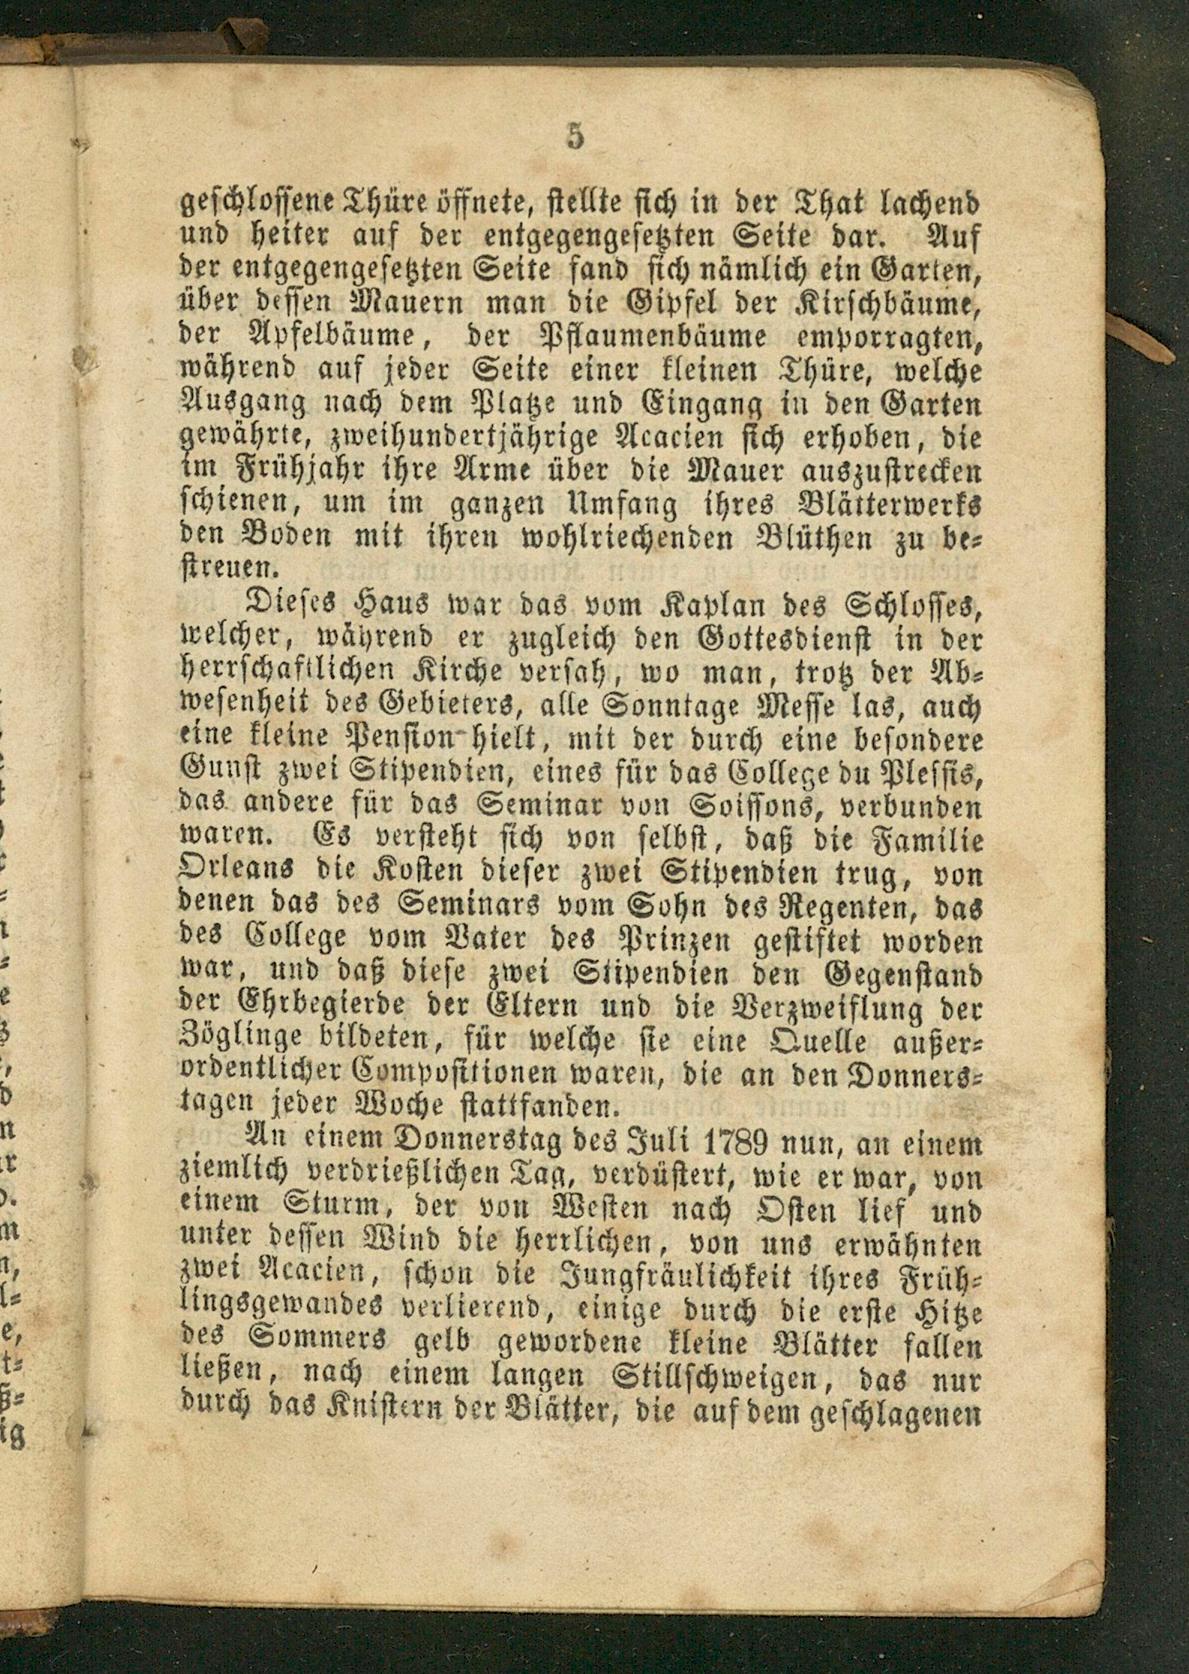 5
geschlossene Thüre öffnete, stellte sich in der That lachend
und heiter auf der entgegengesetzten Seite dar. Auf
der entgegengesetzten Seite fand sich nämlich ein Garten,
über dessen Mauern man die Gipfel der Kirschbäume,
der Apfelbäume, der Pflaumenbäume emporragten,
während auf jeder Seite einer kleinen Thüre, welche
Ausgang nach dem Platze und Eingang in den Garten
gewährte, zweihundertjährige Acacien sich erhoben, die
im Frühjahr ihre Arme über die Mauer auszustrecken
schienen, um im ganzen Umfang ihres Blätterwerks
den Boden mit ihren wohlriechenden Blüthen zu be-
streuen.
Dieses Haus war das vom Kaplan des Schlosses,
welcher, während er zugleich den Gottesdienst in der
herrschaftlichen Kirche versah, wo man, trotz der Ab-
wesenheit des Gebieters, alle Sonntage Messe las, auch
eine kleine Pension hielt, mit der durch eine besondere
Gunst zwei Stipendien, eines für das College du Plessis,
das andere für das Seminar von Soissons, verbunden
waren. Es versteht sich von selbst, daß die Familie
Orleans die Kosten dieser zwei Stipendien trug, von
denen das des Seminars vom Sohn des Regenten, das
des College vom Vater des Prinzen gestiftet worden
war, und daß diese zwei Stipendien den Gegenstand
der Ehrbegierde der Eltern und die Verzweiflung der
Zöglinge bildeten, für welche sie eine Quelle außer-
ordentlicher Compositionen waren, die an den Donners-
tagen jeder Woche stattfanden.
An einem Donnerstag des Juli 1789 nun, an einem
ziemlich verdrießlichen Tag, verdüstert, wie er war, von
einem Sturm, der von Westen nach Osten lief und
unter dessen Wind die herrlichen, von uns erwähnten
zwei Acacien, schon die Jungfräulichkeit ihres Früh-
lingsgewandes verlierend, einige durch die erste Hitze
des Sommers gelb gewordene kleine Blätter fallen
ließen, nach einem langen Stillschweigen, das nur
durch das Knistern der Blätter, die auf dem geschlagenen